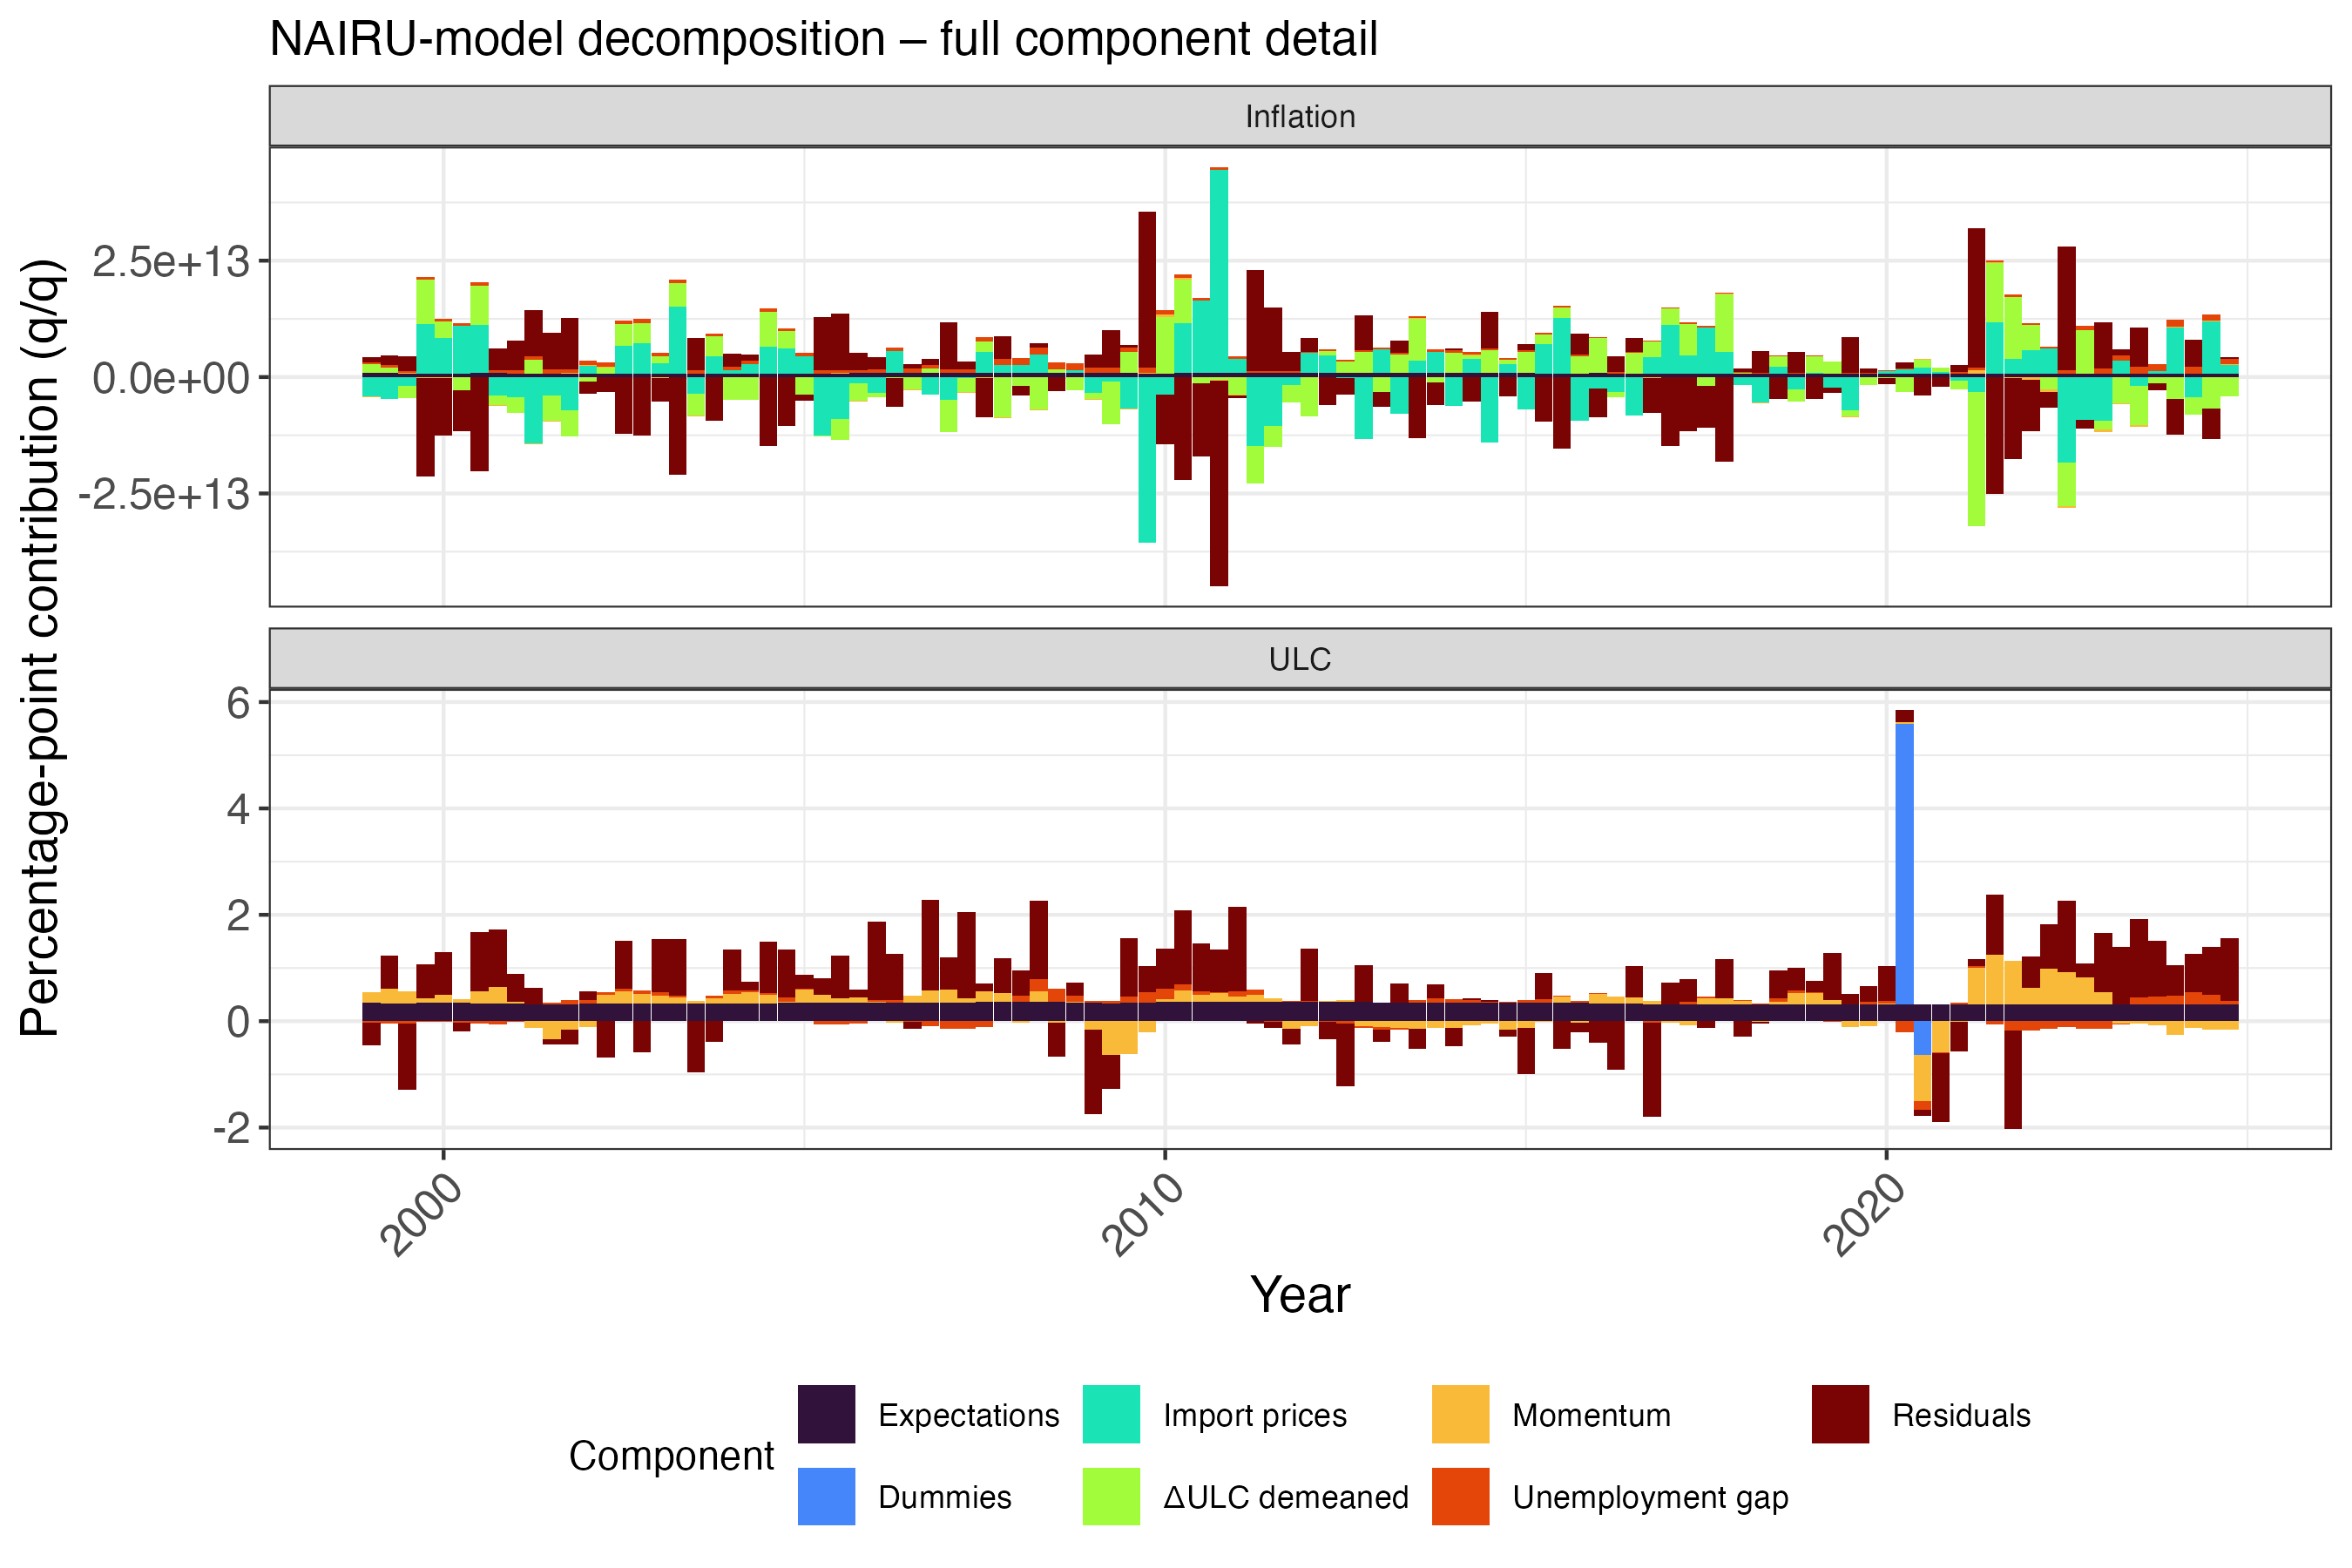 NAIRU-model decomposition – full component detail
Inflation
Percentage-point contribution (q/q)
2.5e+13
0.0e+00
-2.5e+13
ULC
6
4
2
0
-2
2000
2010
2020
Year
Component
Expectations
Import prices
Momentum
Residuals
Dummies
ΔULC demeaned
Unemployment gap